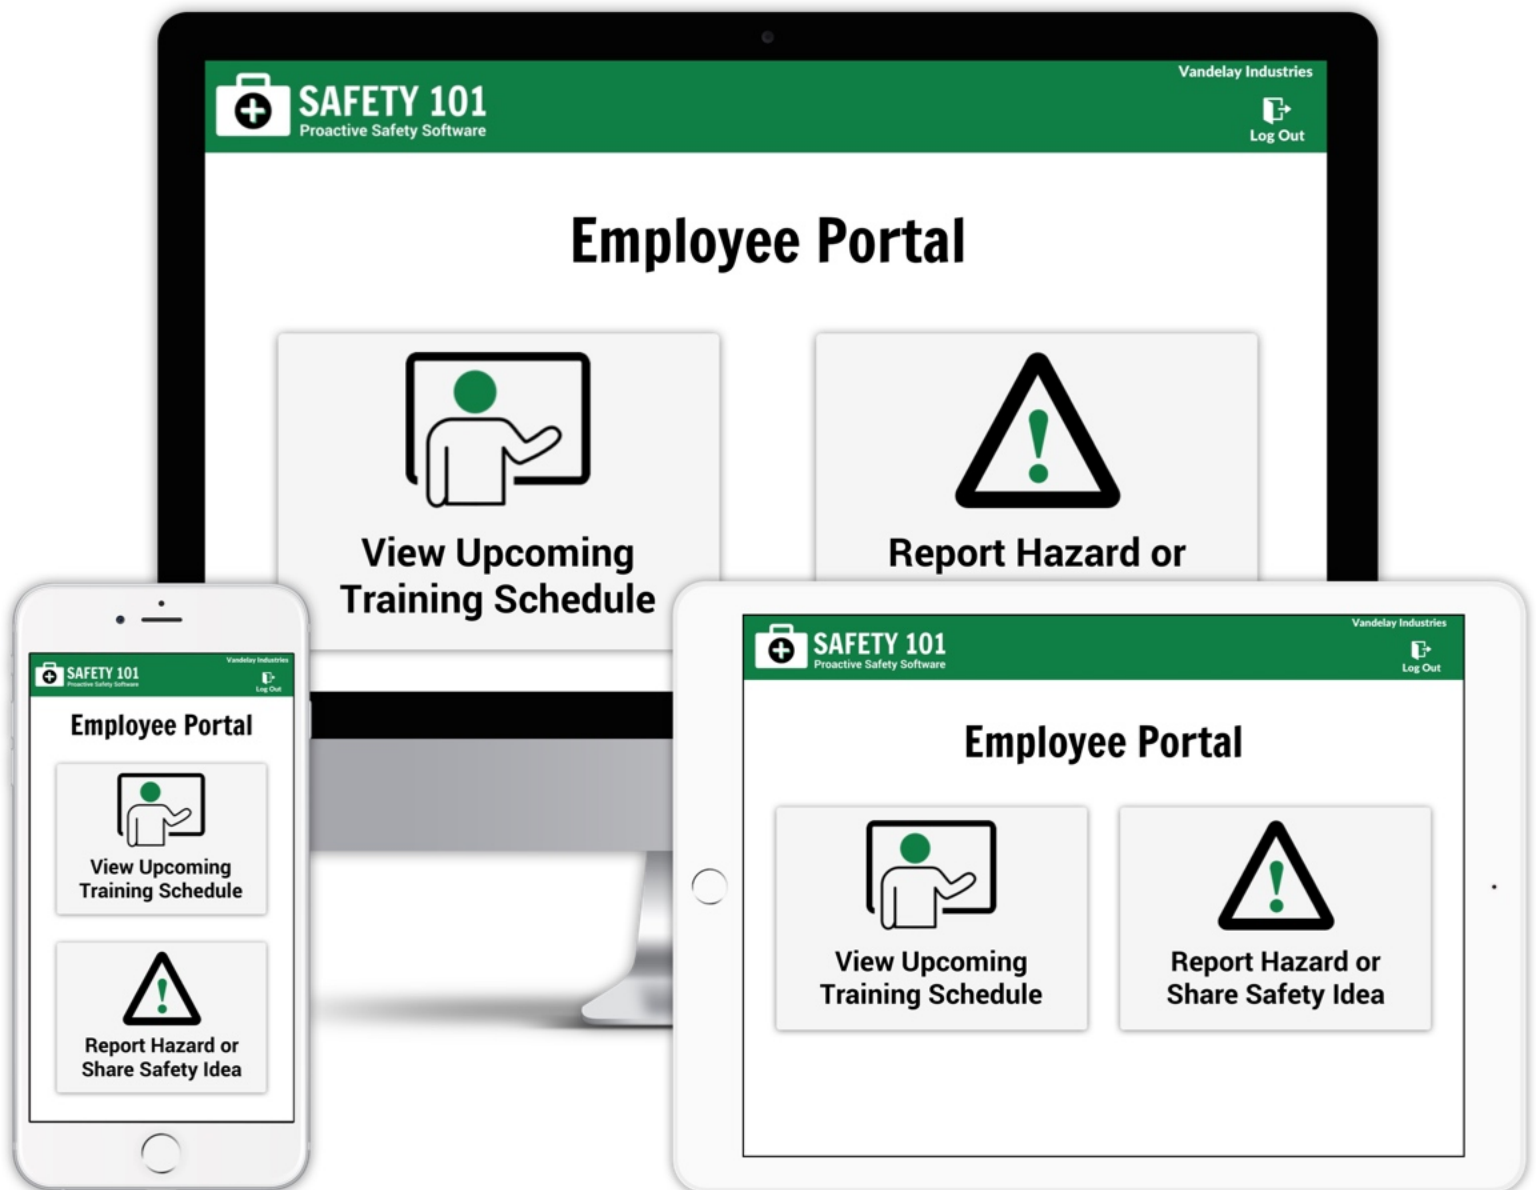 SAFETY 101
Proactive Safety Software
Vandelay Industries
Log Out
Employee Portal
View Upcoming
Training Schedule
Report Hazard or
SAFETY 101
Proactive Safety Software
Vandelay Industries
Log Out
Employee Portal
View Upcoming
Training Schedule
Report Hazard or
Share Safety Idea
SAFETY 101
Proactive Safety Software
Vandelay Industries
Log Out
Employee Portal
View Upcoming
Training Schedule
Report Hazard or
Share Safety Idea